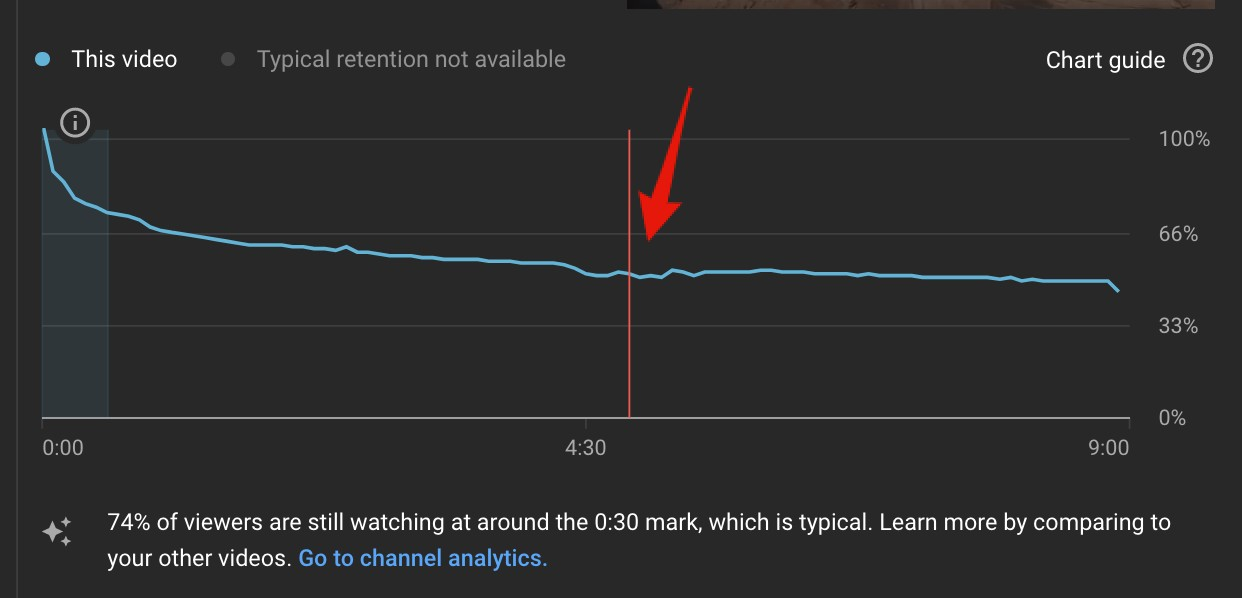 This video
Typical retention not available
Chart guide
100%
66%
33%
0%
0:00
4:30
9:00
74% of viewers are still watching at around the 0:30 mark, which is typical. Learn more by comparing to
your other videos. Go to channel analytics.